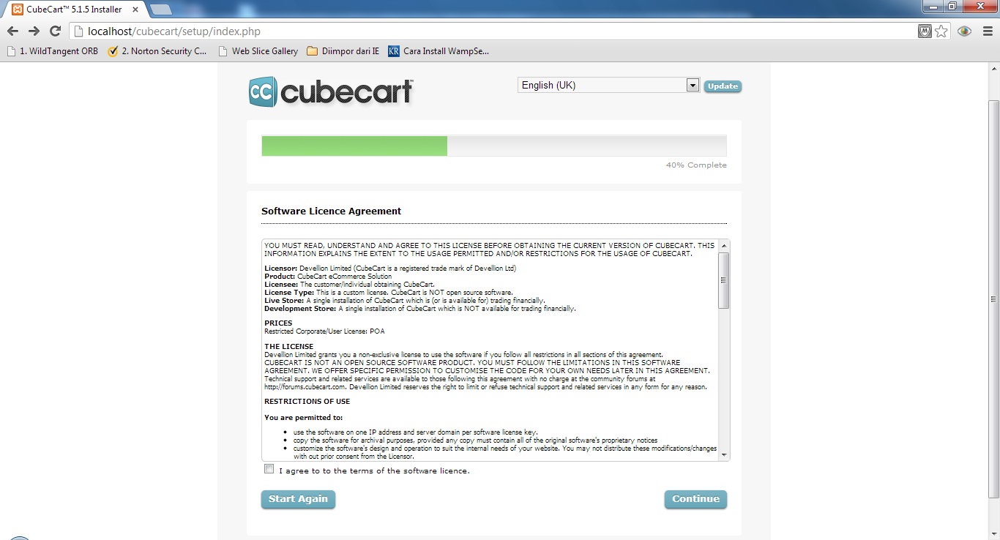 CubeCart™ 5.1.5 Installer
localhost/cubecart/setup/index.php
1. WildTangent ORB
2. Norton Security C...
Web Slice Gallery
Diimpor dari IE
KR
Cara Install WampSe...
cc cubecart™
English (UK)
Update
40% Complete
Software Licence Agreement
YOU MUST READ, UNDERSTAND AND AGREE TO THIS LICENSE BEFORE OBTAINING THE CURRENT VERSION OF CUBECART. THIS
INFORMATION EXPLAINS THE EXTENT TO THE USAGE PERMITTED AND/OR RESTRICTIONS FOR THE USAGE OF CUBECART.
Licensor: Devellion Limited (CubeCart is a registered trade mark of Devellion Ltd)
Product: CubeCart eCommerce Solution
Licensee: The customer/individual obtaining CubeCart.
License Type: This is a custom license. CubeCart is NOT open source software.
Live Store: A single installation of CubeCart which is (or is available for) trading financially.
Development Store: A single installation of CubeCart which is NOT available for trading financially.
PRICES
Restricted Corporate/User License: POA
THE LICENSE
Devellion Limited grants you a non-exclusive license to use the software if you follow all restrictions in all sections of this agreement.
CUBECART IS NOT AN OPEN SOURCE SOFTWARE PRODUCT. YOU MUST FOLLOW THE LIMITATIONS IN THIS SOFTWARE
AGREEMENT. WE OFFER SPECIFIC PERMISSION TO CUSTOMISE THE CODE FOR YOUR OWN NEEDS LATER IN THIS AGREEMENT.
Technical support and related services are available to those following this agreement with no charge at the community forums at
http://forums.cubecart.com. Devellion Limited reserves the right to limit or refuse technical support and related services in any form for any reason.
RESTRICTIONS OF USE
You are permitted to:
• use the software on one IP address and server domain per software license key.
• copy the software for archival purposes, provided any copy must contain all of the original software's proprietary notices
• customize the software's design and operation to suit the internal needs of your website. You may not distribute these modifications/changes
with out prior consent from the Licensor.
I agree to to the terms of the software licence.
Start Again
Continue